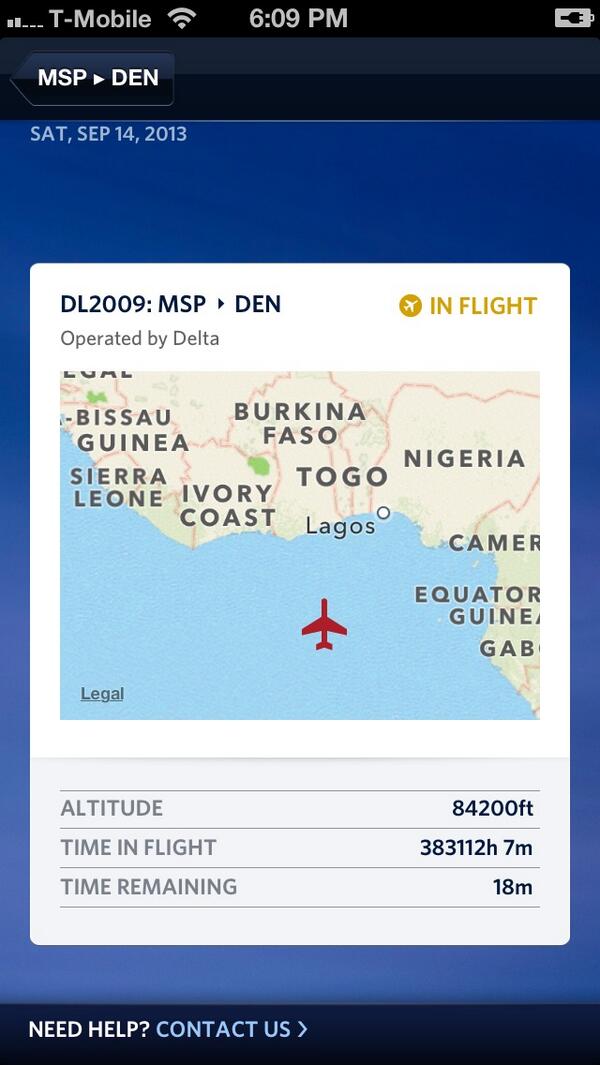 T-Mobile 6:09 PM
MSP ▸ DEN
SAT, SEP 14, 2013
DL2009: MSP ▸ DEN IN FLIGHT
Operated by Delta
EGAL
-BISSAU
GUINEA
BURKINA
FASO
NIGERIA
SIERRA
LEONE
IVORY
COAST
TOGO
Lagos
CAMER
EQUATOR
GUINEA
GAB
Legal
ALTITUDE 84200ft
TIME IN FLIGHT 383112h 7m
TIME REMAINING 18m
NEED HELP? CONTACT US >